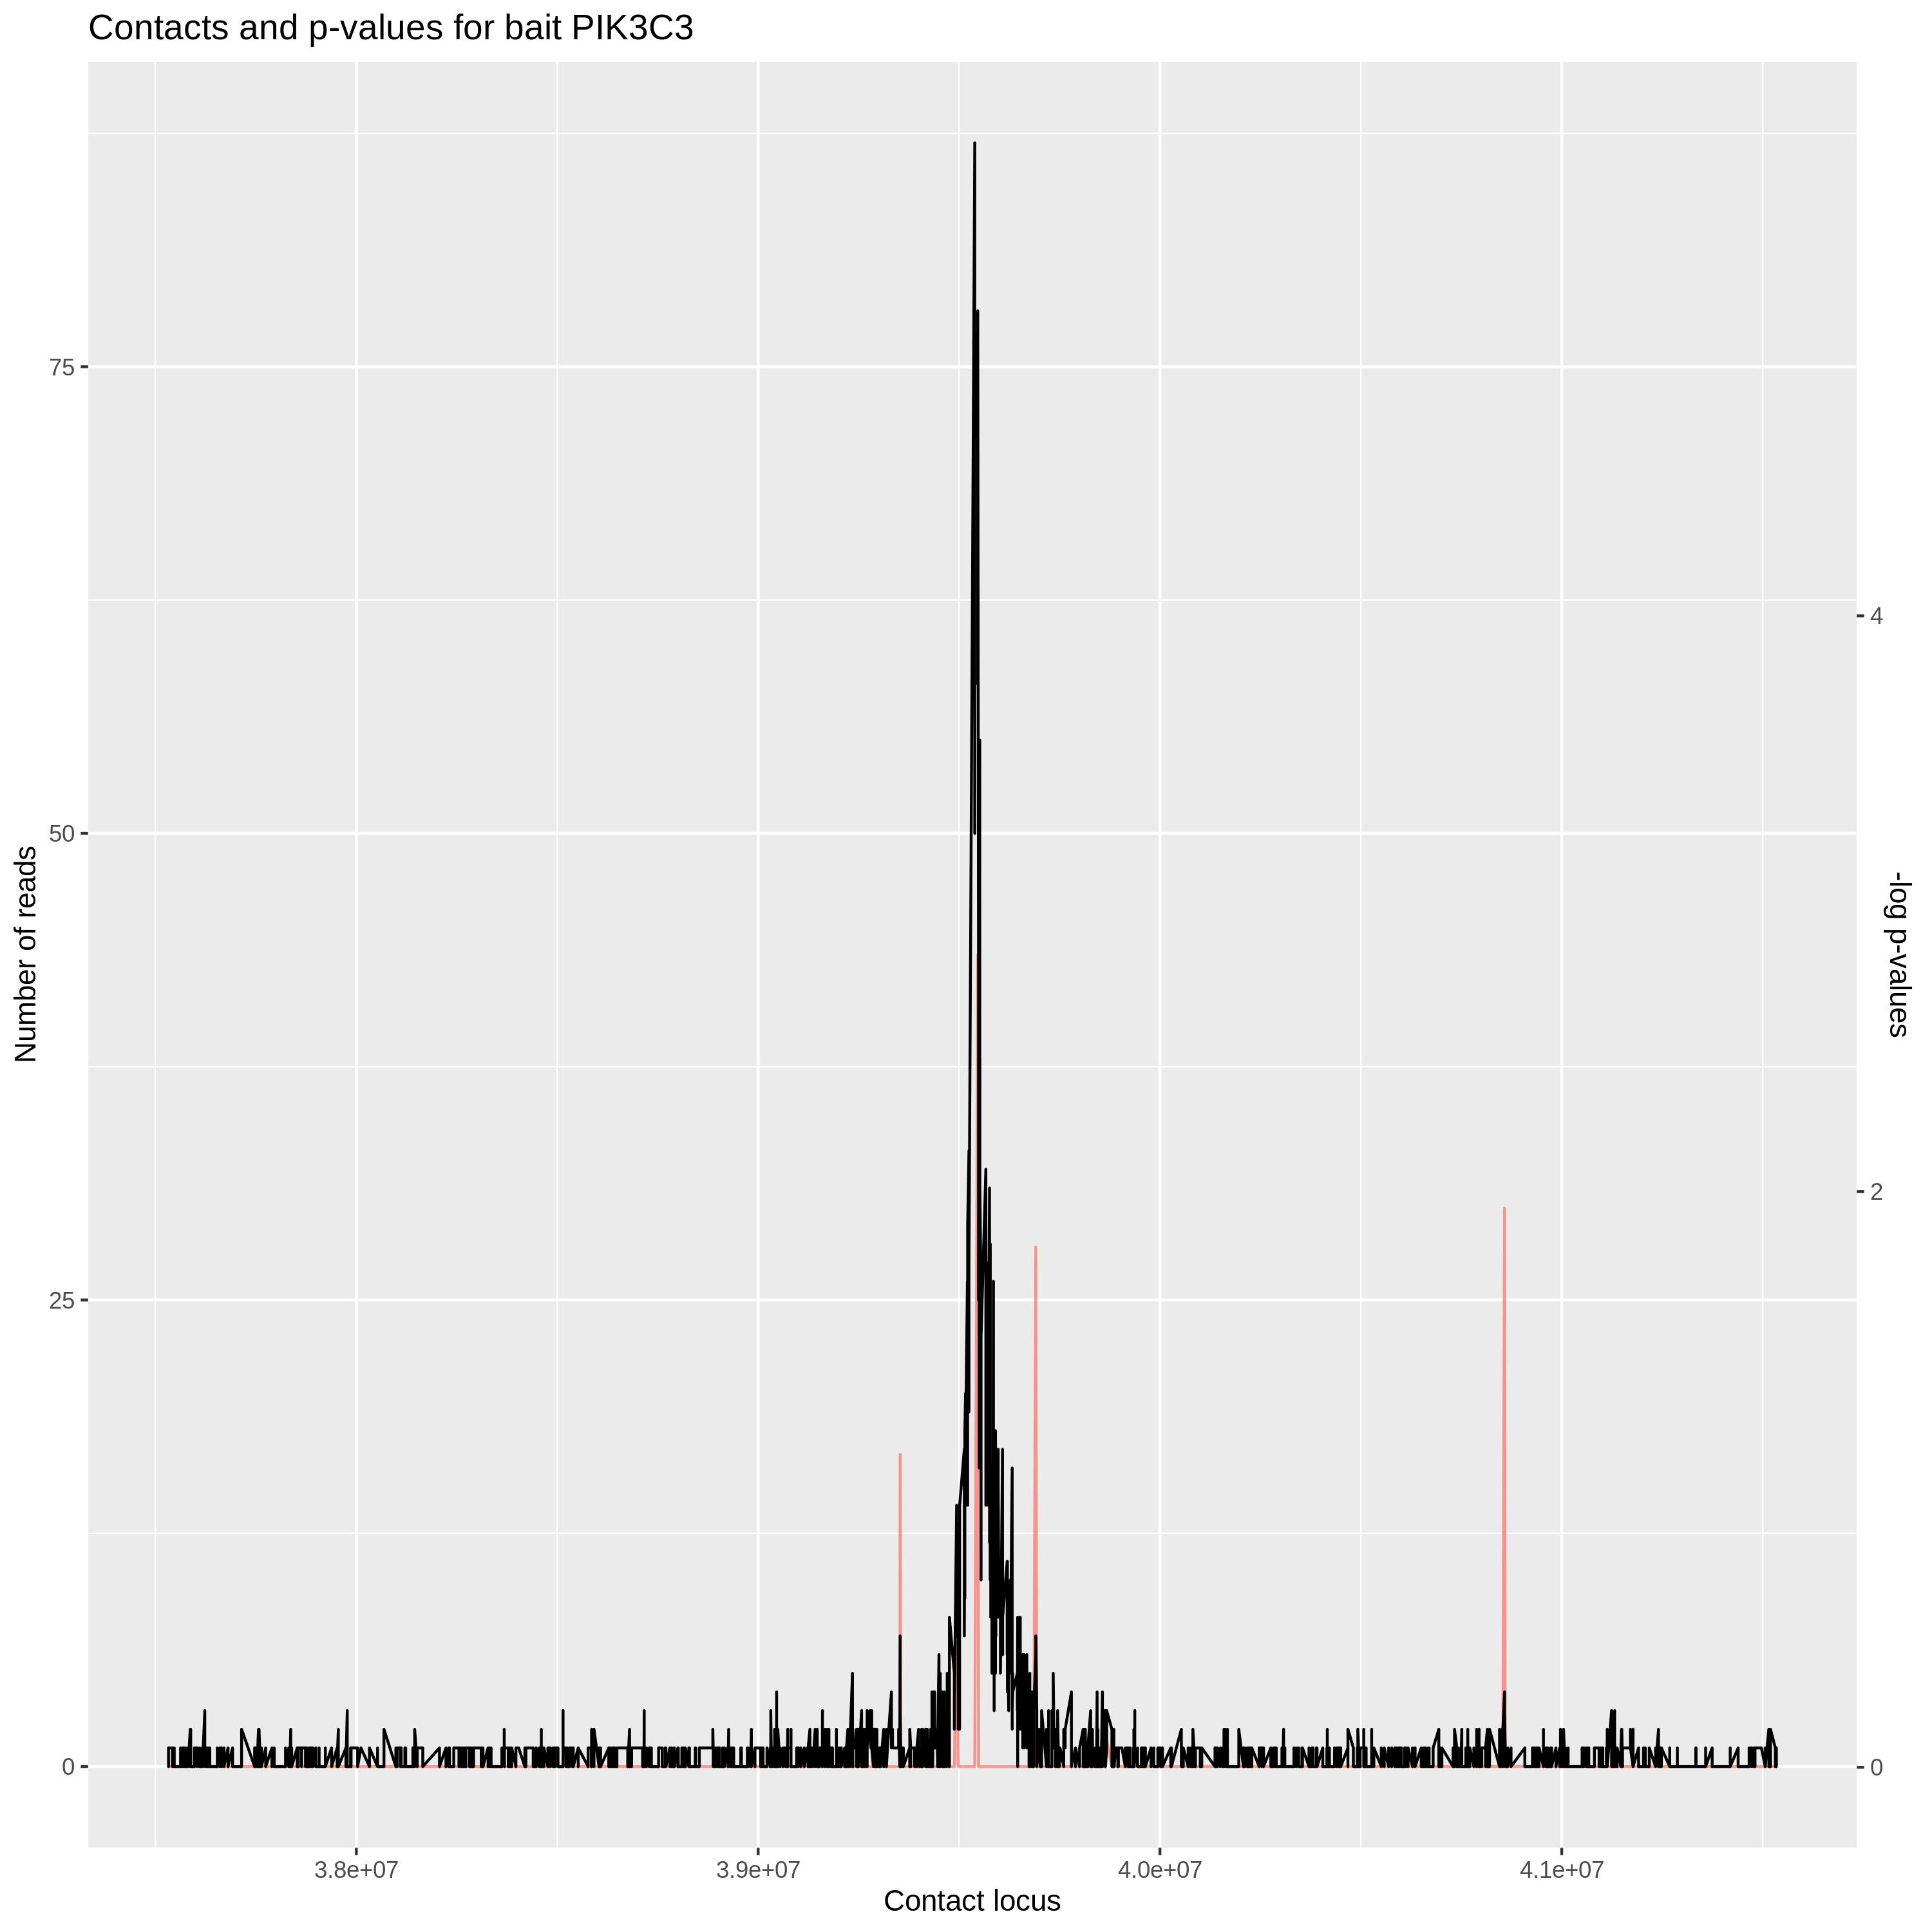 Contacts and p-values for bait PIK3C3
75
50
25
0
Number of reads
4
2
0
-log p-values
3.8e+07
3.9e+07
4.0e+07
4.1e+07
Contact locus